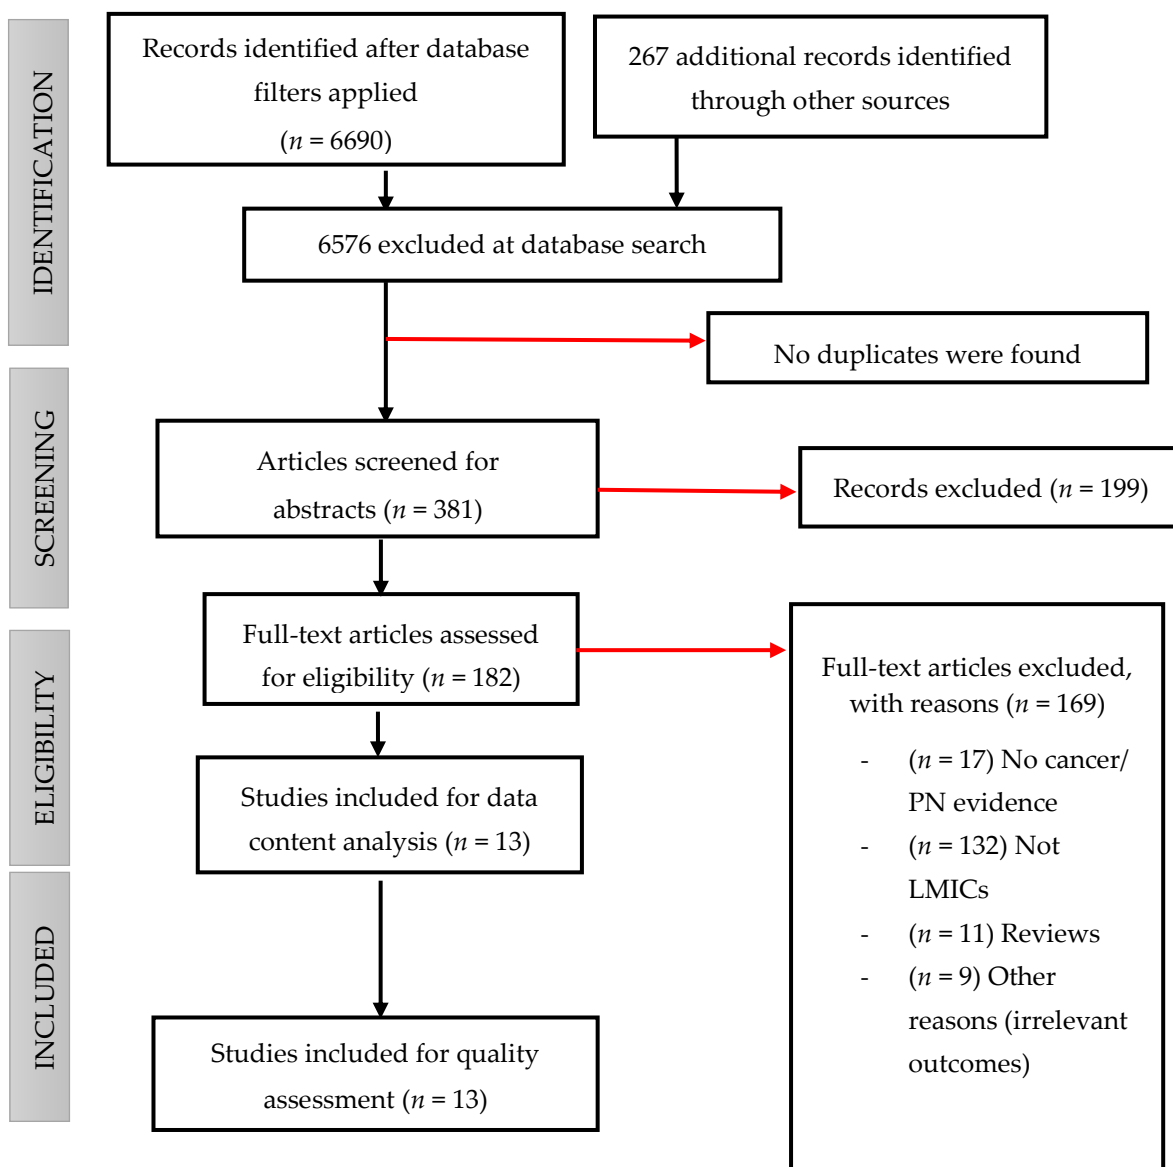 IDENTIFICATION
Records identified after database
filters applied
(n = 6690)
267 additional records identified
through other sources
6576 excluded at database search
No duplicates were found
SCREENING
Articles screened for
abstracts (n = 381)
Records excluded (n = 199)
ELIGIBILITY
Full-text articles assessed
for eligibility (n = 182)
Full-text articles excluded,
with reasons (n = 169)
- (n = 17) No cancer/
PN evidence
- (n = 132) Not
LMICs
- (n = 11) Reviews
- (n = 9) Other
reasons (irrelevant
outcomes)
Studies included for data
content analysis (n = 13)
INCLUDED
Studies included for quality
assessment (n = 13)